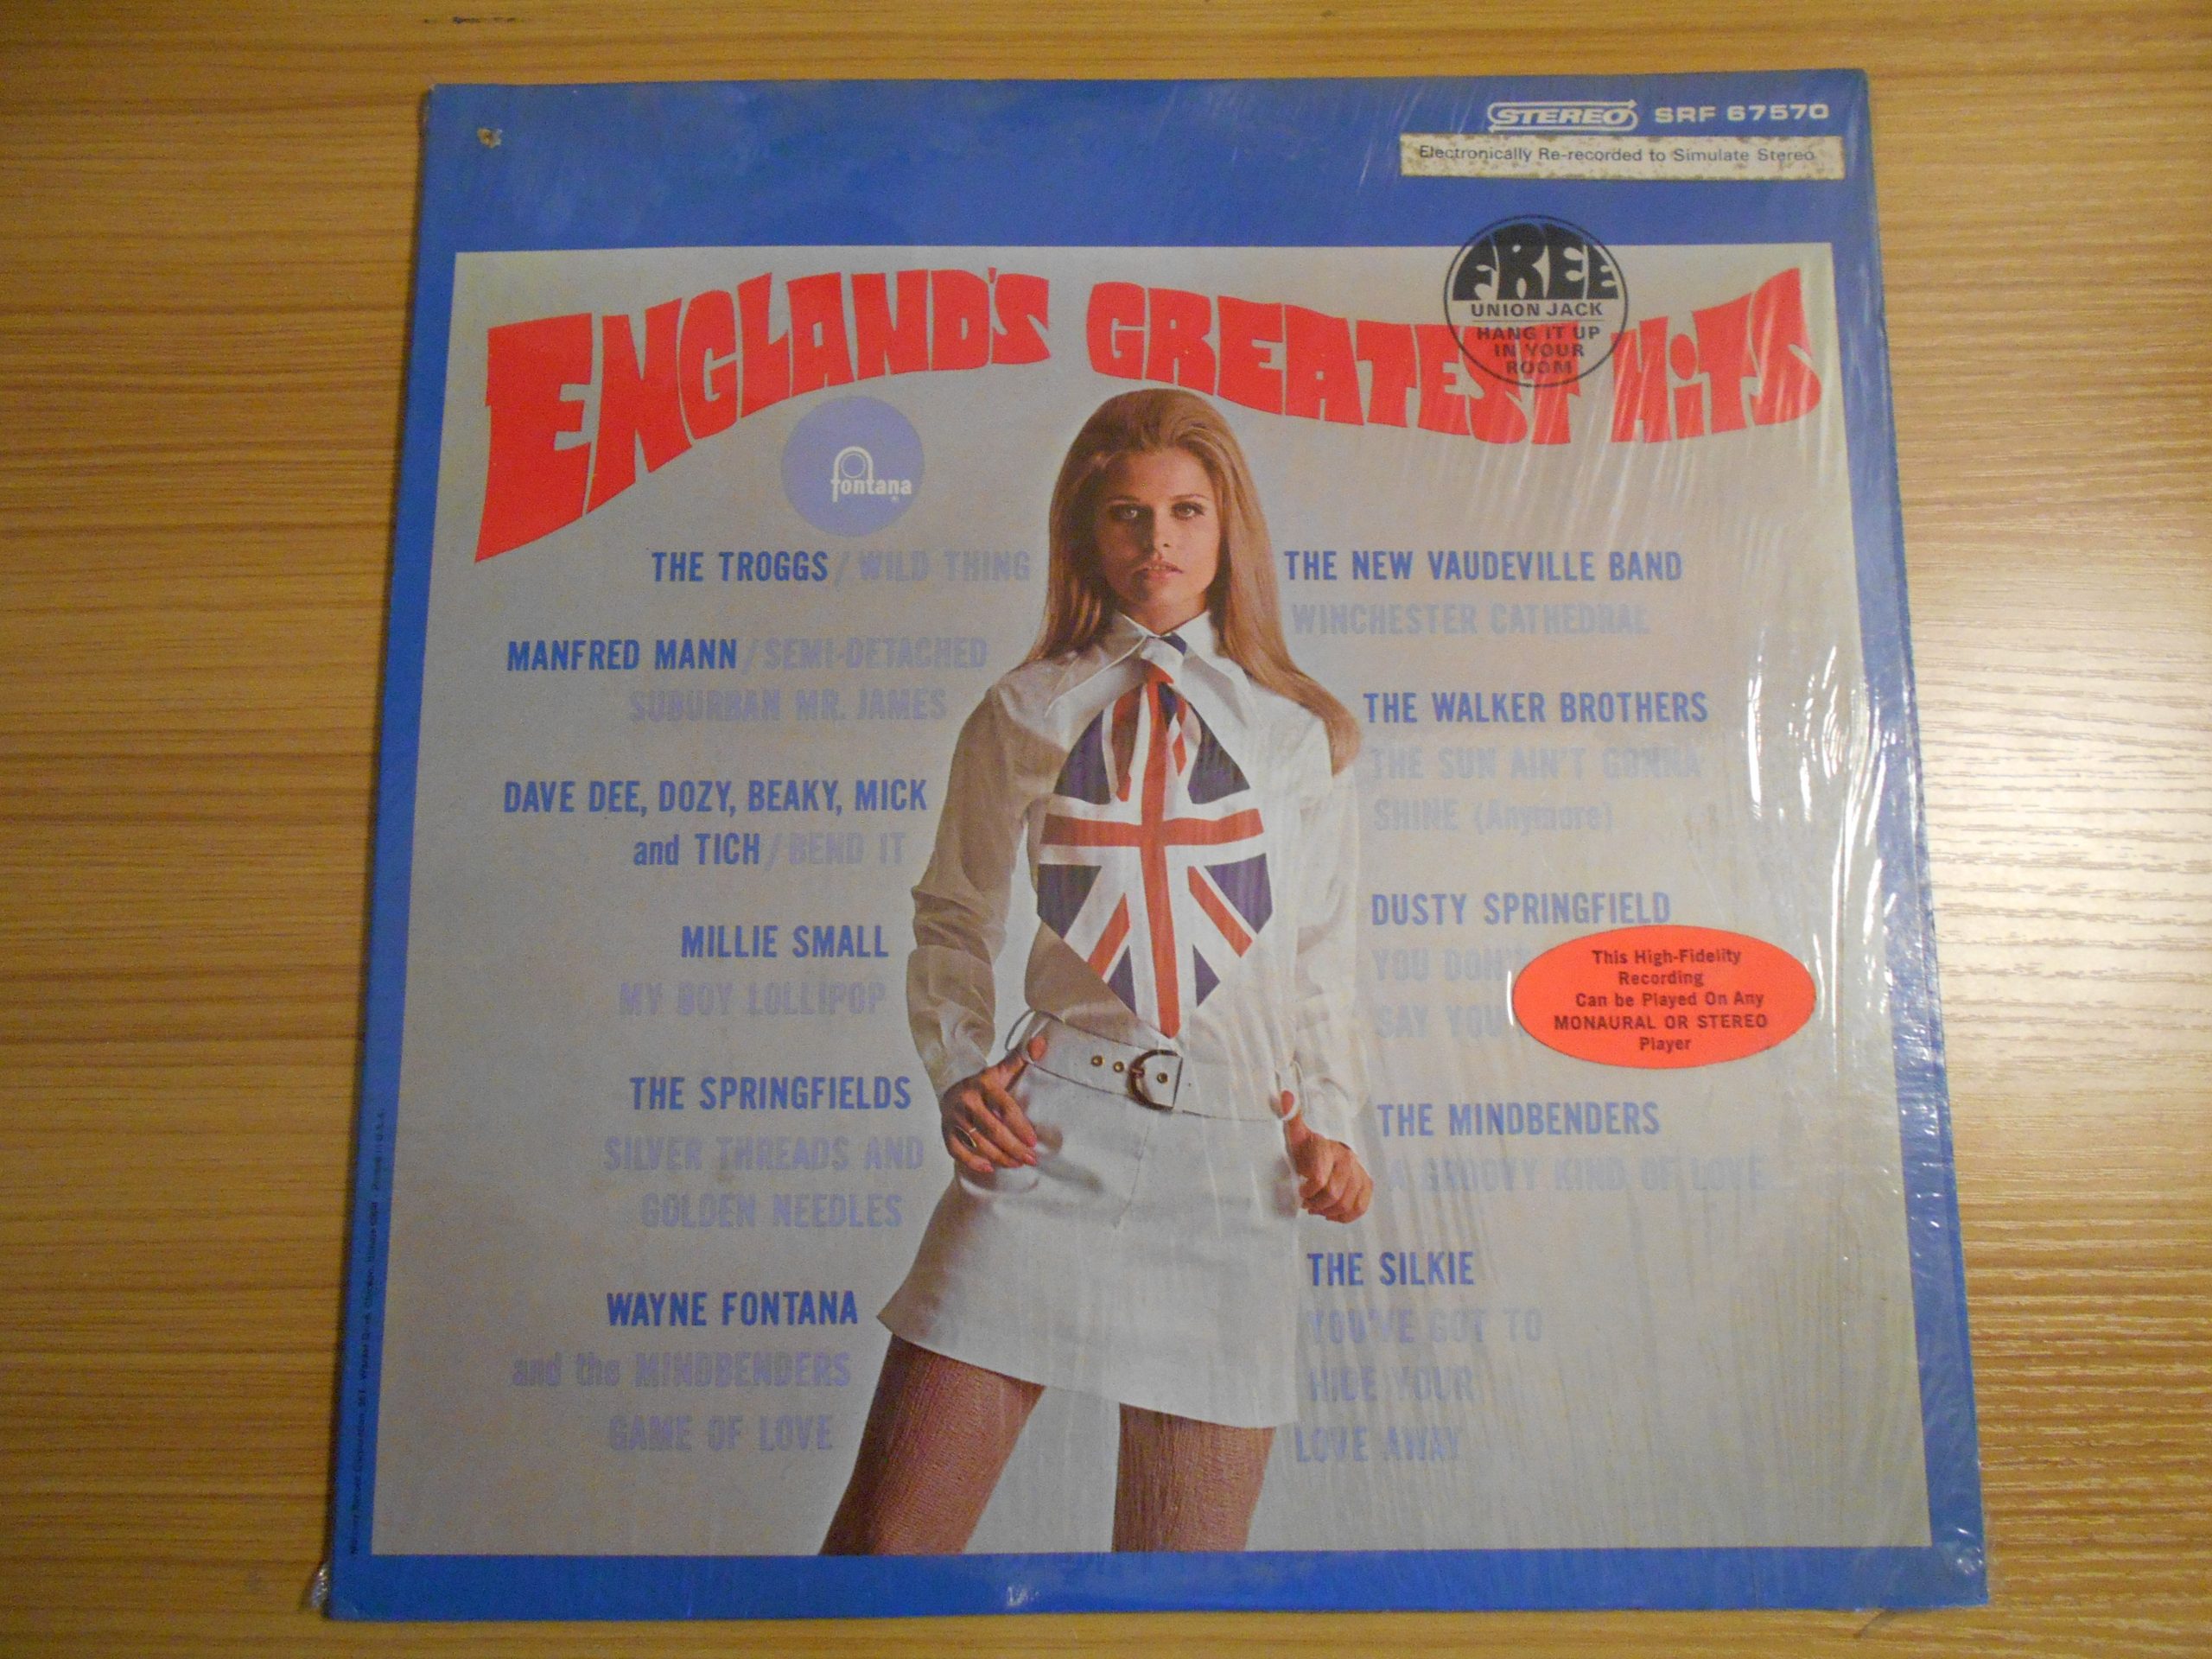 STEREO SRF 67570
Electronically Re-recorded to Simulate Stereo
FREE
UNION JACK
HANG IT UP
IN YOUR
ROOM
ENGLAND'S GREATEST HITS
fontana
THE TROGGS / WILD THING
MANFRED MANN / SEMI-DETACHED
SUBURBAN MR. JAMES
DAVE DEE, DOZY, BEAKY, MICK
and TICH / BEND IT
MILLIE SMALL
MY BOY LOLLIPOP
THE SPRINGFIELDS
SILVER THREADS AND
GOLDEN NEEDLES
WAYNE FONTANA
and the MINDBENDERS
GAME OF LOVE
THE NEW VAUDEVILLE BAND
WINCHESTER CATHEDRAL
THE WALKER BROTHERS
THE SUN AIN'T GONNA
SHINE (Anymore)
DUSTY SPRINGFIELD
YOU DON'
SAY YOU
This High-Fidelity
Recording
Can be Played On Any
MONAURAL OR STEREO
Player
THE MINDBENDERS
A GROOVY KIND OF LOVE
THE SILKIE
YOU'VE GOT TO
HIDE YOUR
LOVE AWAY